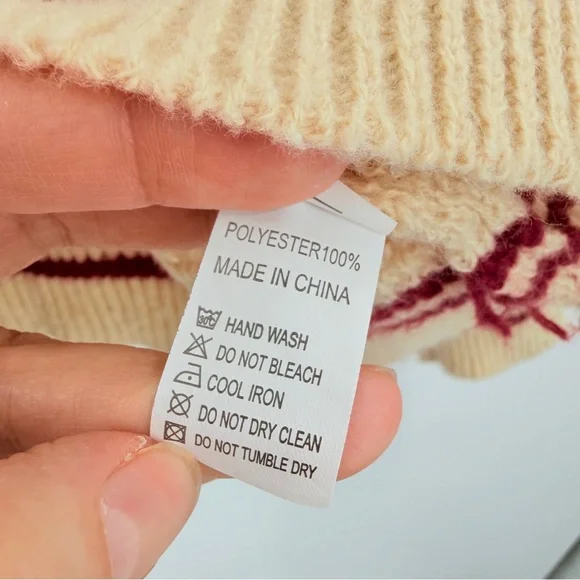 POLYESTER100%
MADE IN CHINA
30C HAND WASH
DO NOT BLEACH
COOL IRON
DO NOT DRY CLEAN
DO NOT TUMBLE DRY